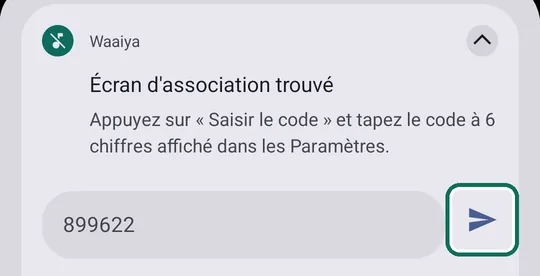 Waaiya
Écran d'association trouvé
Appuyez sur « Saisir le code » et tapez le code à 6
chiffres affiché dans les Paramètres.
899622